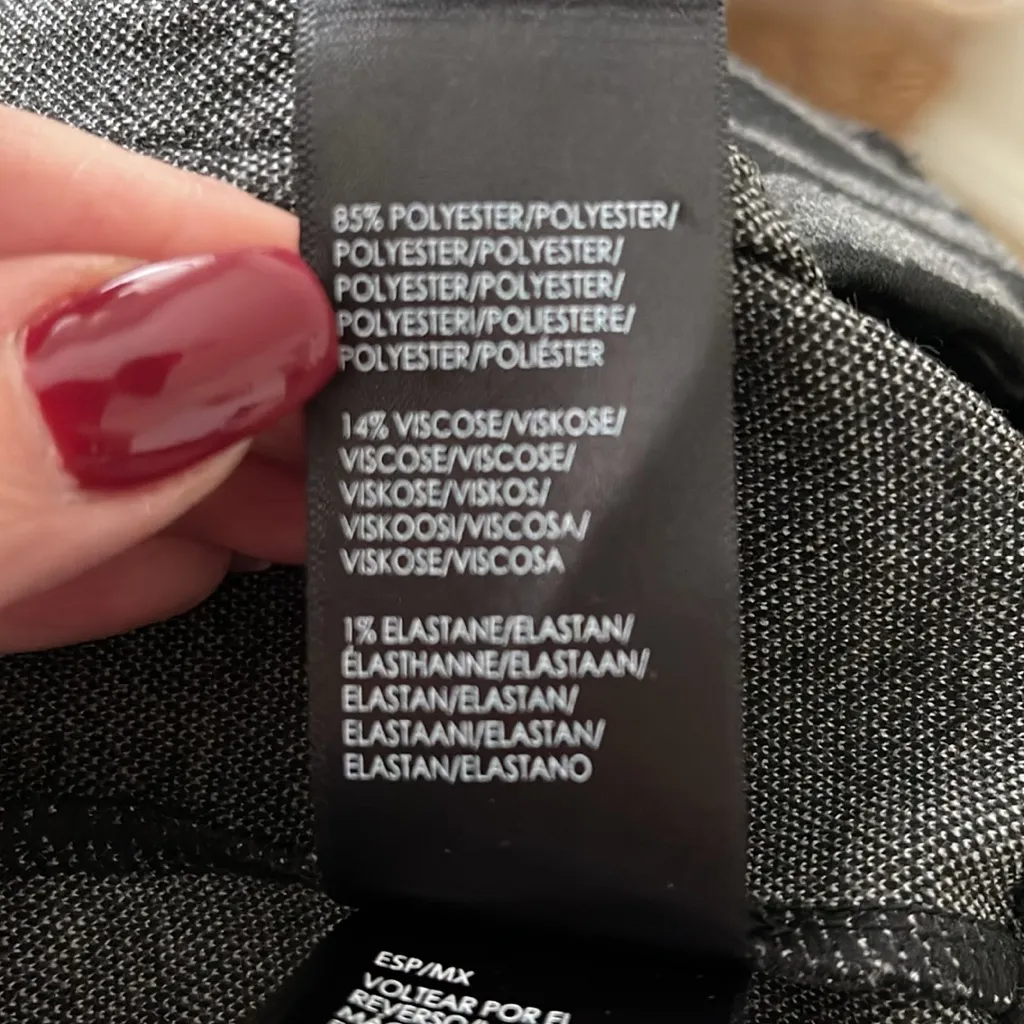 85% POLYESTER/POLYESTER/
POLYESTER/POLYESTER/
POLYESTER/POLYESTER/
POLYESTERI/POLIESTERE/
POLYESTER/POLIÉSTER
14% VISCOSE/VISKOSE/
VISCOSE/VISCOSE/
VISKOSE/VISKOS/
VISKOOSI/VISCOSA/
VISKOSE/VISCOSA
1% ELASTANE/ELASTAN/
ÉLASTHANNE/ELASTAAN/
ELASTAN/ELASTAN/
ELASTAANI/ELASTAN/
ELASTAN/ELASTANO
ESP/MX
VOLTEAR POR EL
REVERSO/